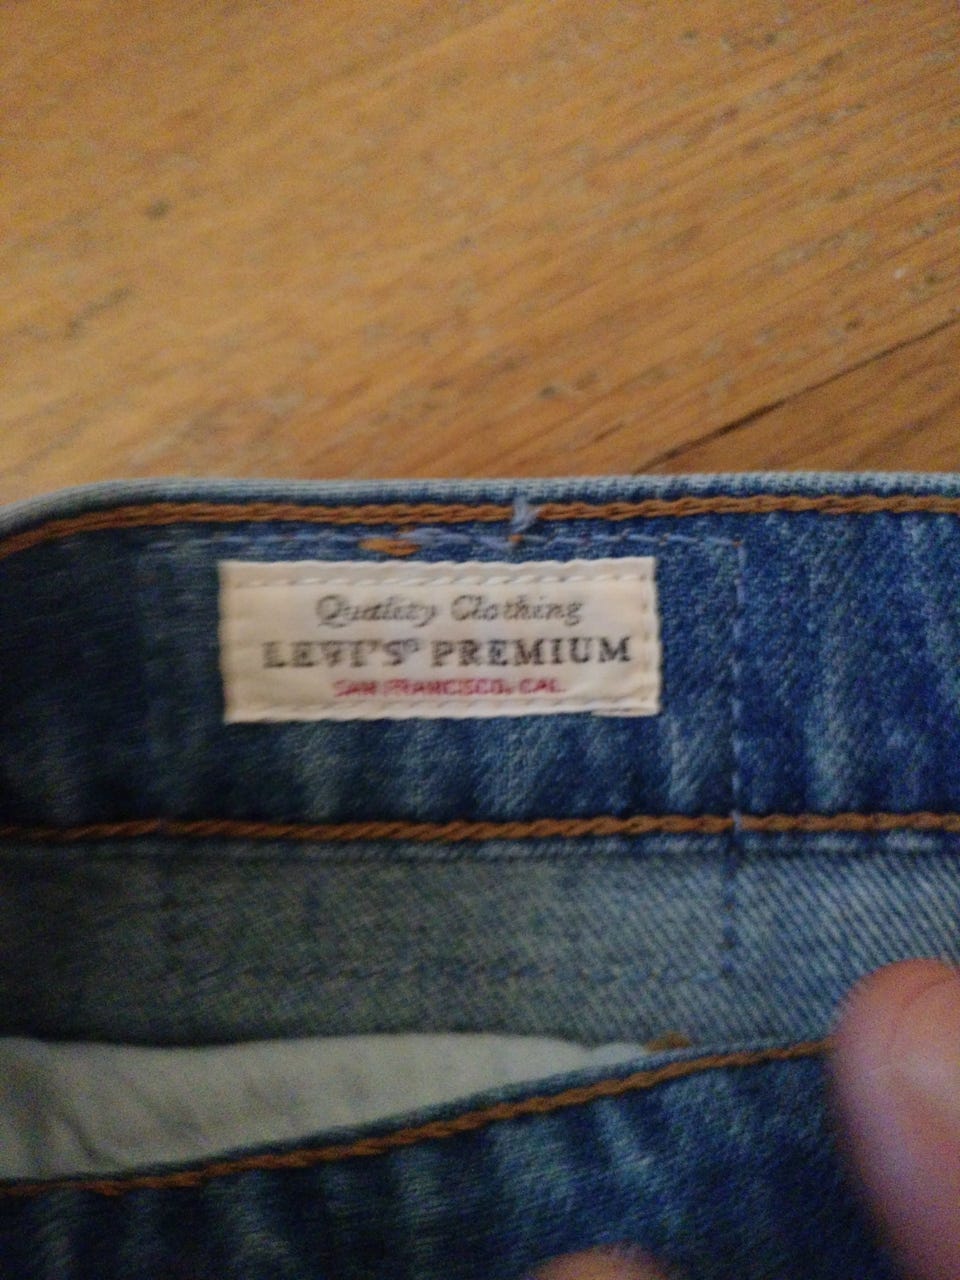 Quality Clothing
LEVI'S® PREMIUM
SAN FRANCISCO, CAL.